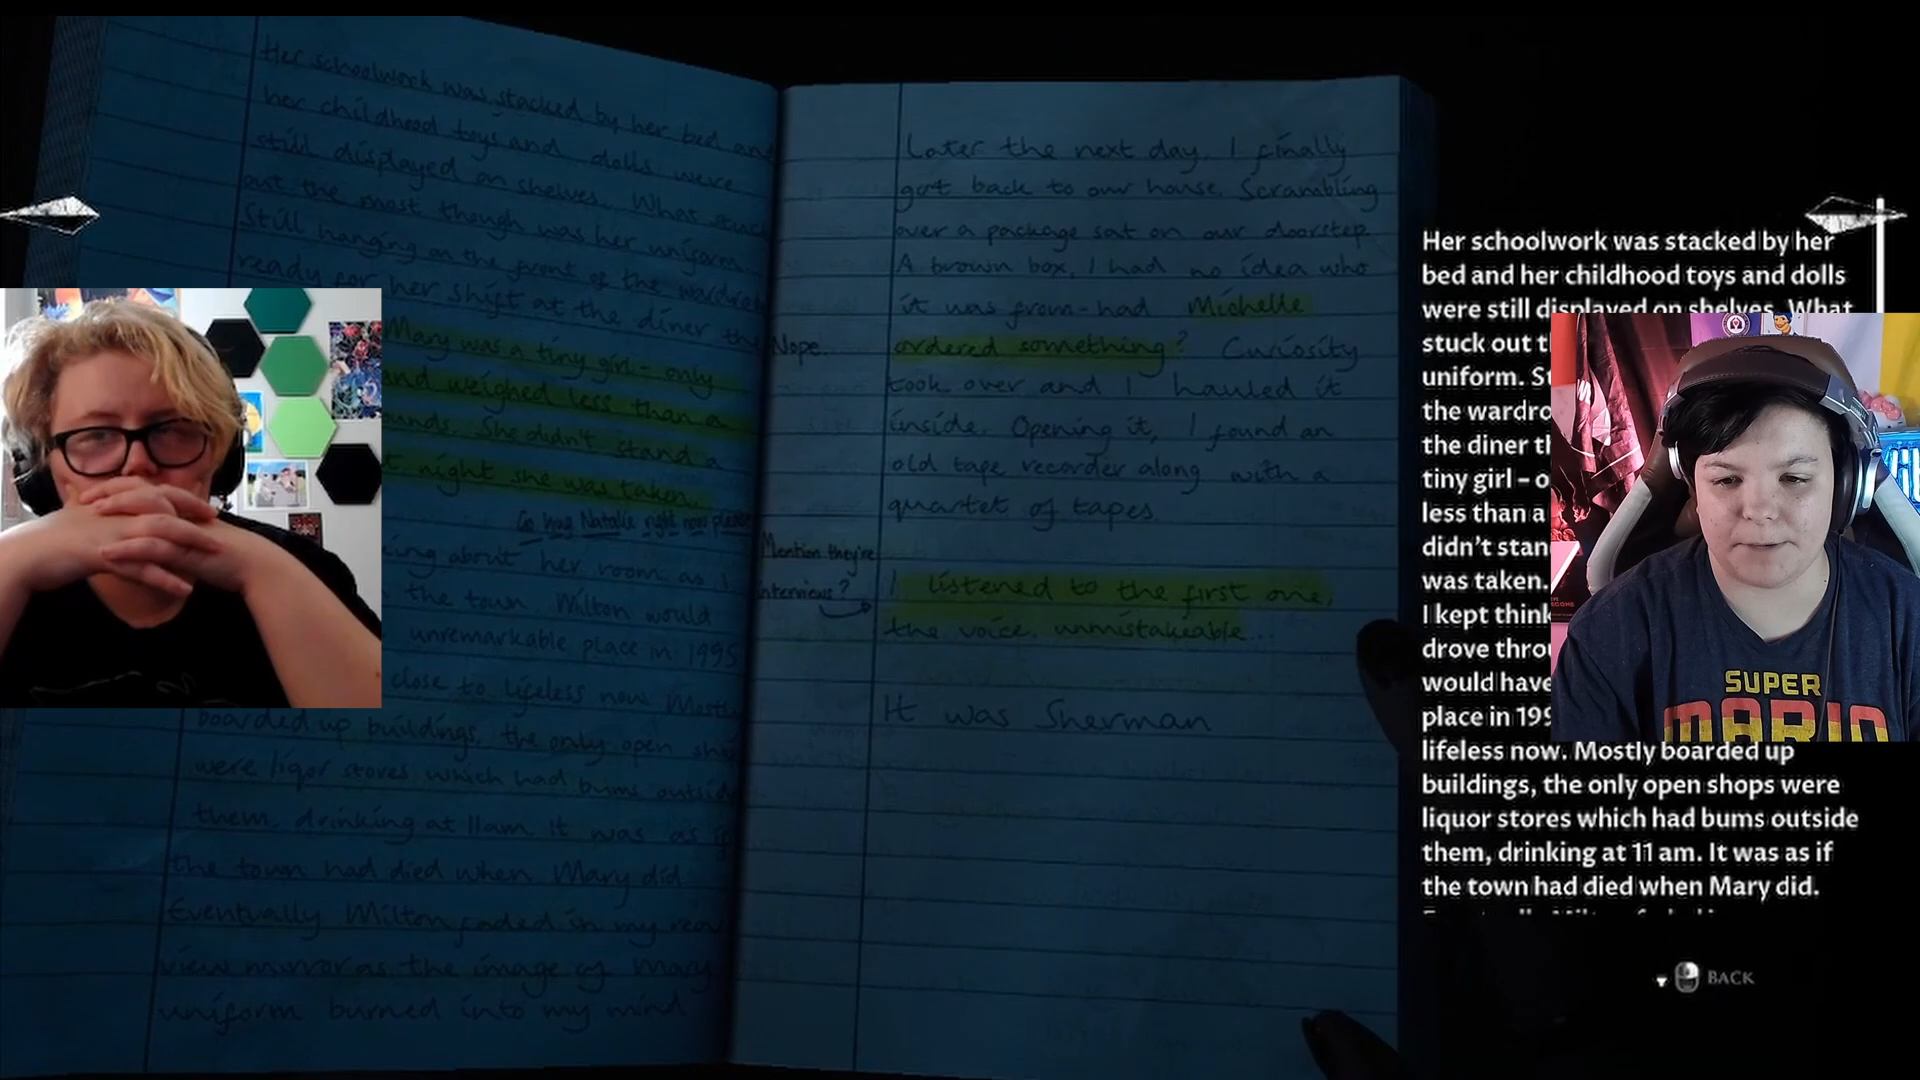 Her schoolwork was stacked by her bed and
her childhood toys and dolls were
still displayed on shelves. What stuck
out the most though was her uniform.
Still hanging on the front of the wardrobe
ready for her shift at the diner th
Mary was a tiny girl - only
and weighed less than a
ounds. She didn't stand a
t night she was taken.
Go hug Natalie right now please
ing about her room as I
the town. Milton would
unremarkable place in 1995
close to lifeless now. Mostly
boarded up buildings, the only open sho
were liqor stores which had bums outside
them, drinking at 11am. It was as if
the town had died when Mary did.
Eventually Milton faded in my rear
view mirror as the image of Mary
uniform burned into my mind
Later the next day, I finally
got back to our house. Scrambling
over a package sat on our doorstep.
A brown box, I had no idea who
it was from - had Michelle
Nope.
ordered something? Curiosity
took over and I hauled it
inside. Opening it, I found an
old tape recorder along with a
quartet of tapes.
Mention they're
interviews?
I listened to the first one,
the voice, unmistakeable...
It was Sherman
Her schoolwork was stacked by her
bed and her childhood toys and dolls
were still displayed on shelves. What
stuck out t
uniform. St
the wardro
the diner th
tiny girl – o
less than a
didn't stan
was taken.
I kept think
drove throu
would have
place in 199
lifeless now. Mostly boarded up
buildings, the only open shops were
liquor stores which had bums outside
them, drinking at 11 am. It was as if
the town had died when Mary did.
BACK
SUPER
MARIO